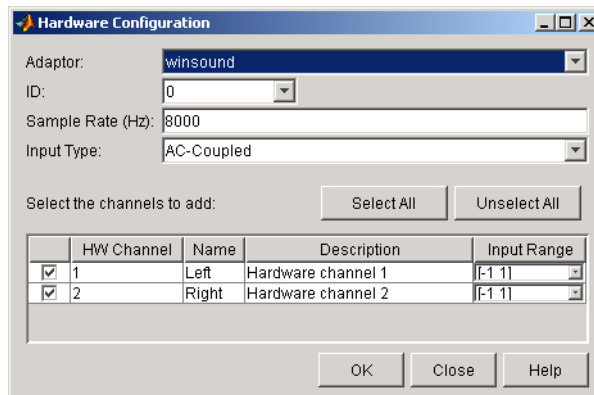 Hardware Configuration
Adaptor: winsound
ID: 0
Sample Rate (Hz): 8000
Input Type: AC-Coupled
Select the channels to add: Select All Unselect All
HW Channel Name Description Input Range
1 Left Hardware channel 1 [-1 1]
2 Right Hardware channel 2 [-1 1]
OK Close Help